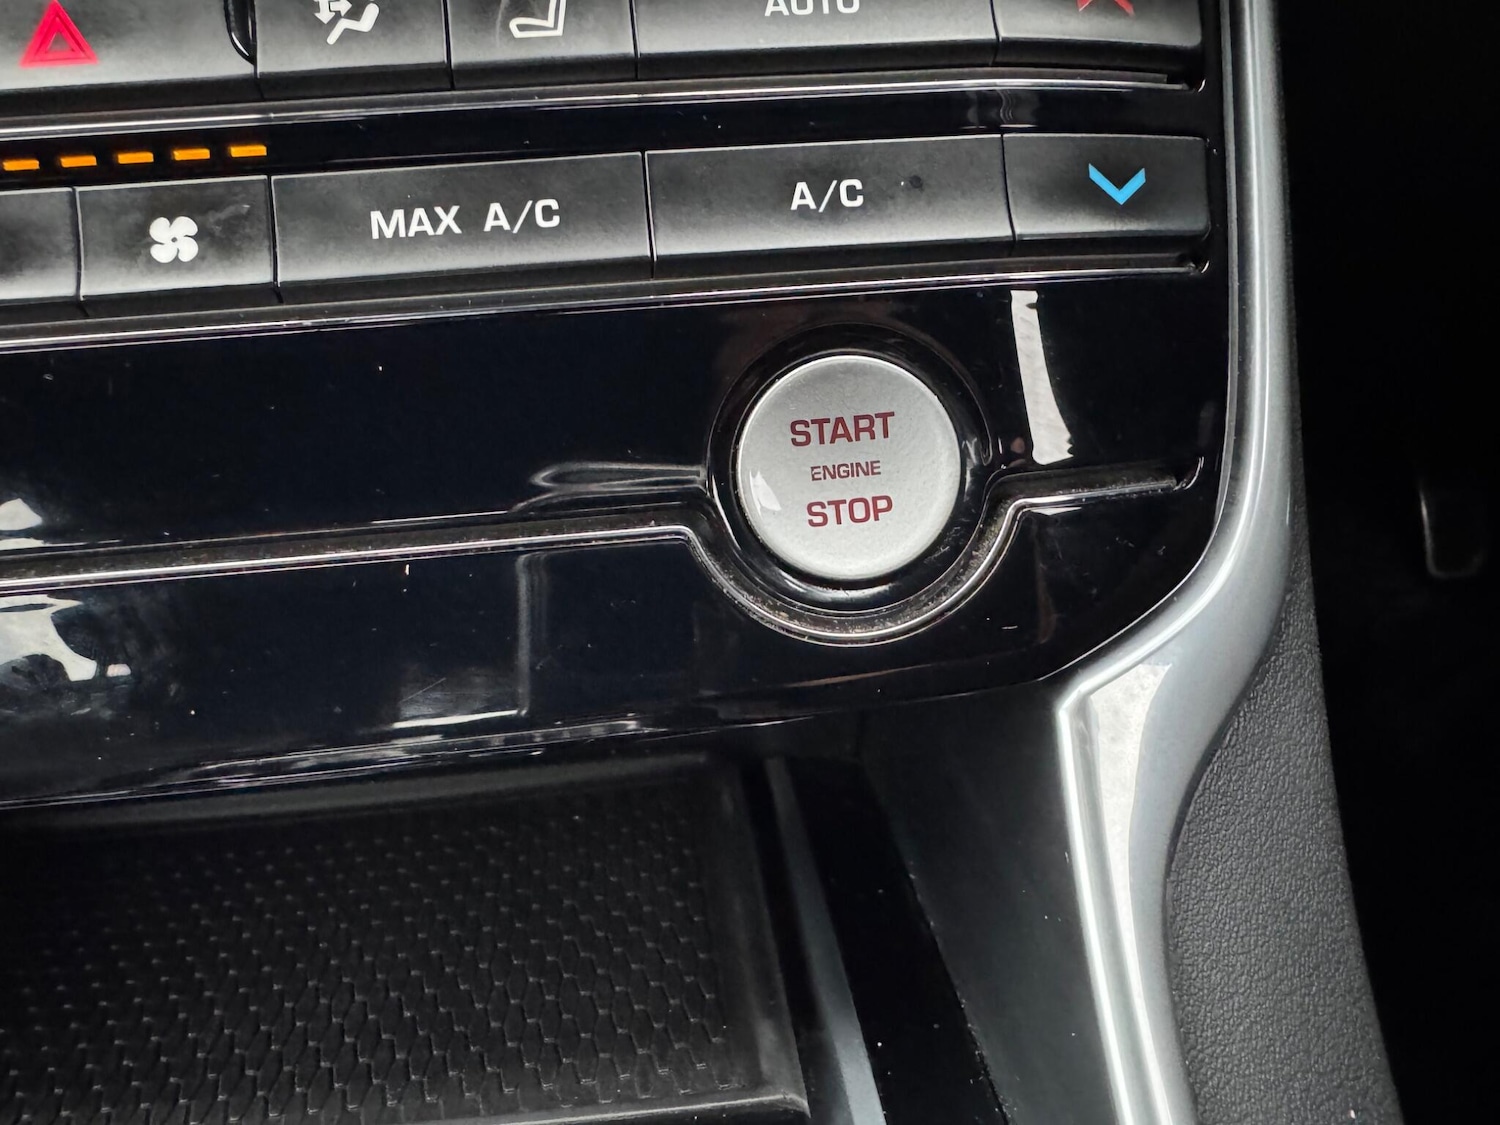 AUTO
MAX A/C
A/C
START
ENGINE
STOP